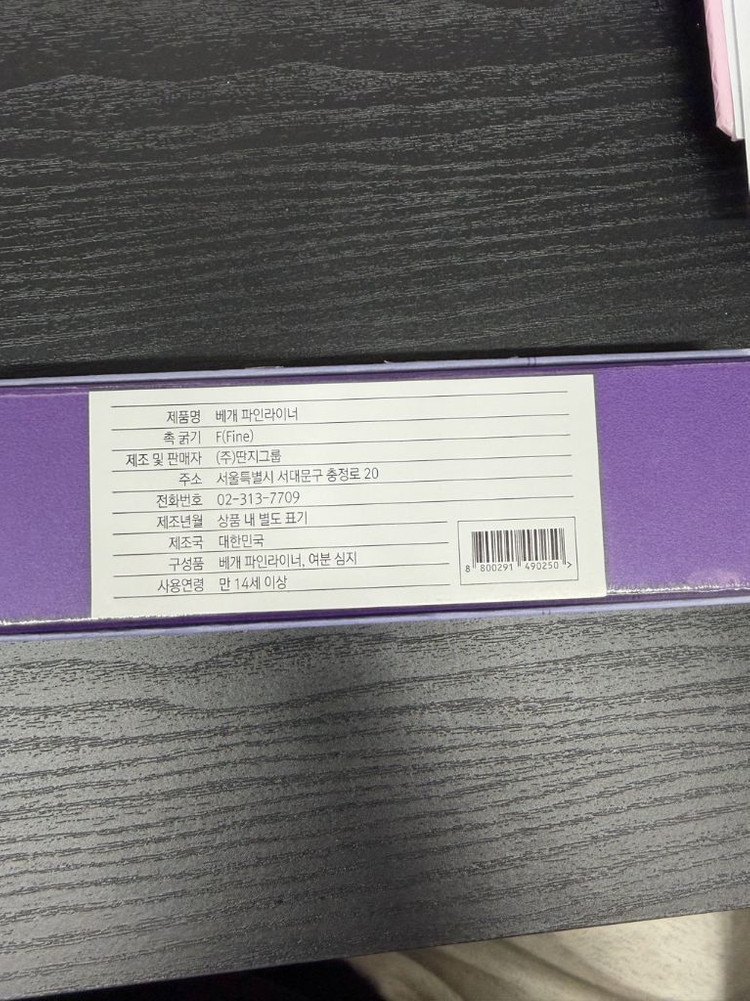 제품명 베개 파인라이너
촉 굵기 F(Fine)
제조 및 판매자 (주)딴지그룹
주소 서울특별시 서대문구 충정로 20
전화번호 02-313-7709
제조년월 상품 내 별도 표기
제조국 대한민국
구성품 베개 파인라이너, 여분 심지
사용연령 만 14세 이상
8 800291 490250 >